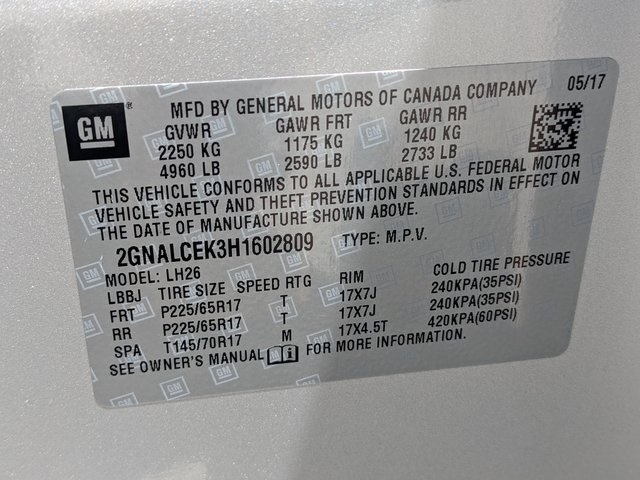 GM
MFD BY GENERAL MOTORS OF CANADA COMPANY 05/17
GVWR GAWR FRT GAWR RR
2250 KG 1175 KG 1240 KG
4960 LB 2590 LB 2733 LB
THIS VEHICLE CONFORMS TO ALL APPLICABLE U.S. FEDERAL MOTOR
VEHICLE SAFETY AND THEFT PREVENTION STANDARDS IN EFFECT ON
THE DATE OF MANUFACTURE SHOWN ABOVE.
2GNALCEK3H1602809 TYPE: M.P.V.
MODEL: LH26
LBBJ TIRE SIZE SPEED RTG RIM COLD TIRE PRESSURE
FRT P225/65R17 T 17X7J 240KPA(35PSI)
RR P225/65R17 T 17X7J 240KPA(35PSI)
SPA T145/70R17 M 17X4.5T 420KPA(60PSI)
SEE OWNER'S MANUAL FOR MORE INFORMATION.